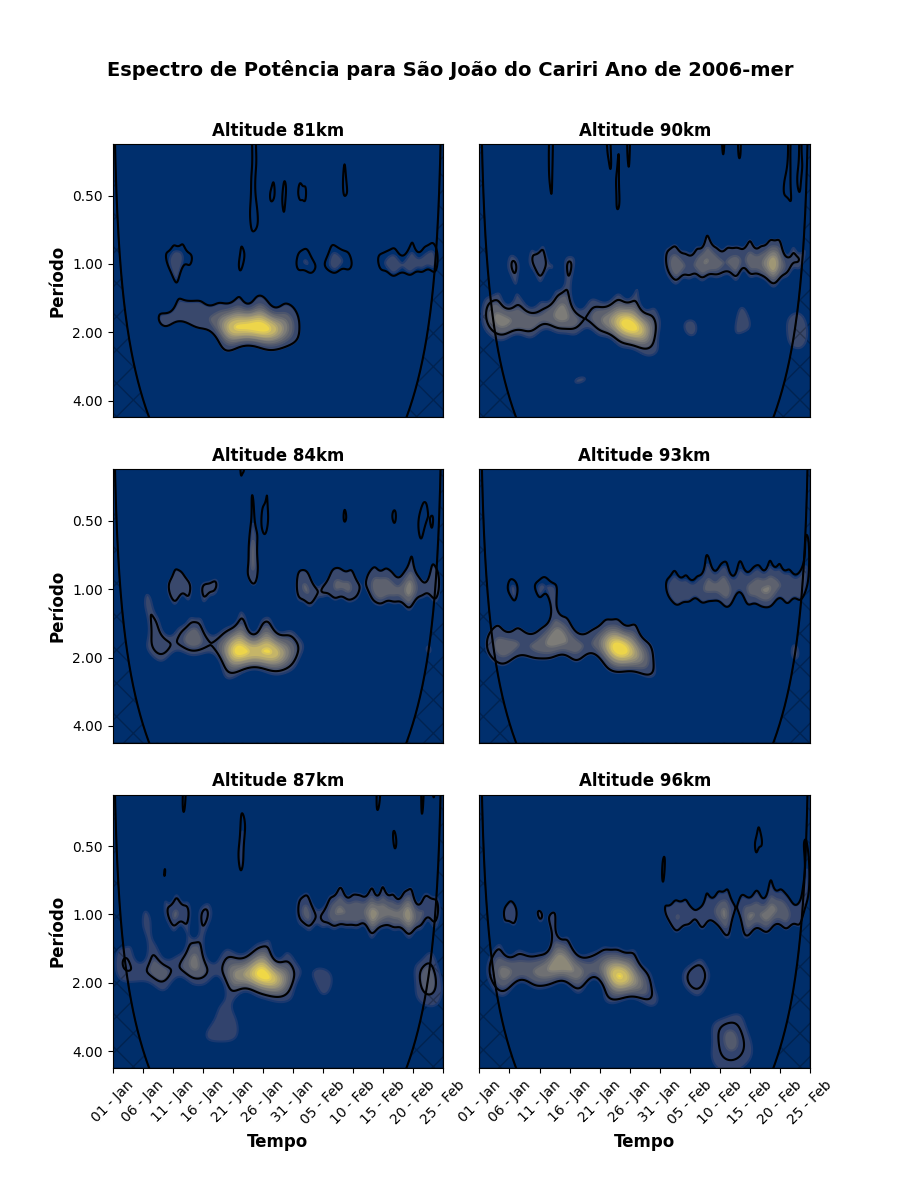 Espectro de Potência para São João do Cariri Ano de 2006-mer
Altitude 81km
Altitude 90km
Período
0.50
1.00
2.00
4.00
Altitude 84km
Altitude 93km
Período
0.50
1.00
2.00
4.00
Altitude 87km
Altitude 96km
Período
0.50
1.00
2.00
4.00
01 - Jan
06 - Jan
11 - Jan
16 - Jan
21 - Jan
26 - Jan
31 - Jan
05 - Feb
10 - Feb
15 - Feb
20 - Feb
25 - Feb
01 - Jan
06 - Jan
11 - Jan
16 - Jan
21 - Jan
26 - Jan
31 - Jan
05 - Feb
10 - Feb
15 - Feb
20 - Feb
25 - Feb
Tempo
Tempo